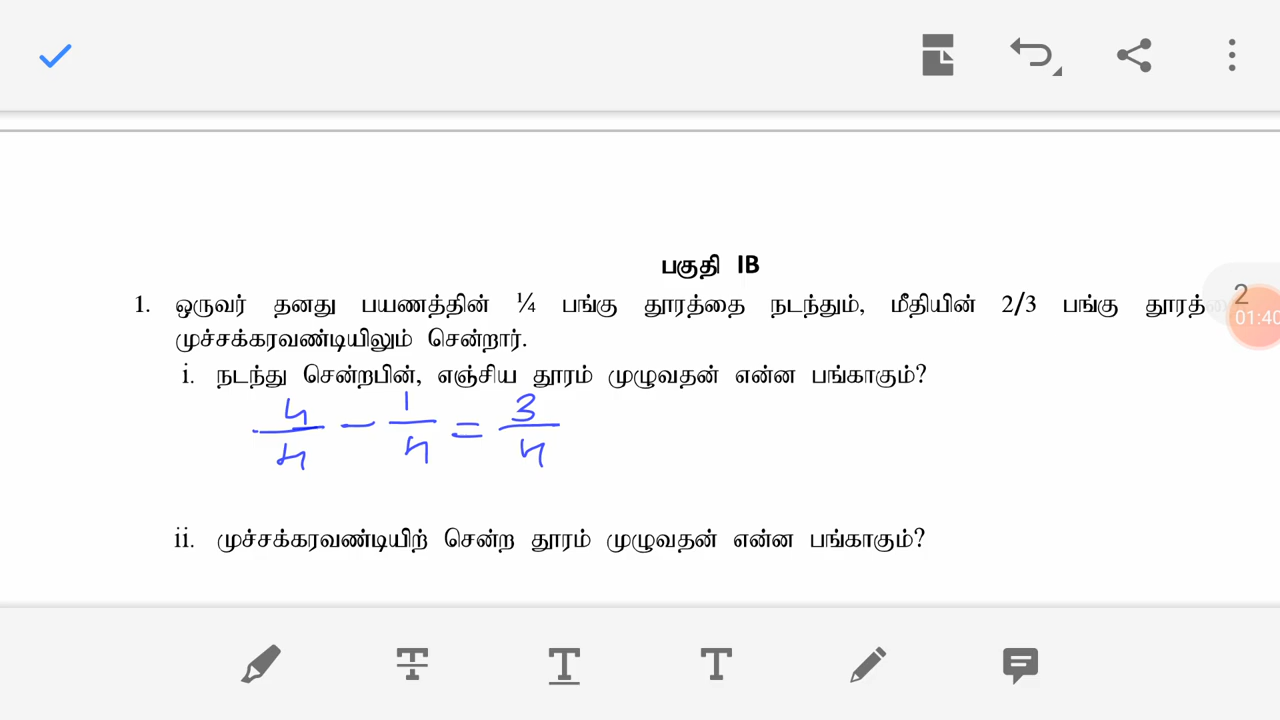 பகுதி IB
2
01:40
1. ஒருவர் தனது பயணத்தின் ¼ பங்கு தூரத்தை நடந்தும், மீதியின் 2/3 பங்கு
முச்சக்கரவண்டியிலும் சென்றார்.
i. நடந்து சென்றபின், எஞ்சிய தூரம் முழுவதன் என்ன பங்காகும்?
4/4 − 1/4 = 3/4
ii. முச்சக்கரவண்டியிற் சென்ற தூரம் முழுவதன் என்ன பங்காகும்?
T T T